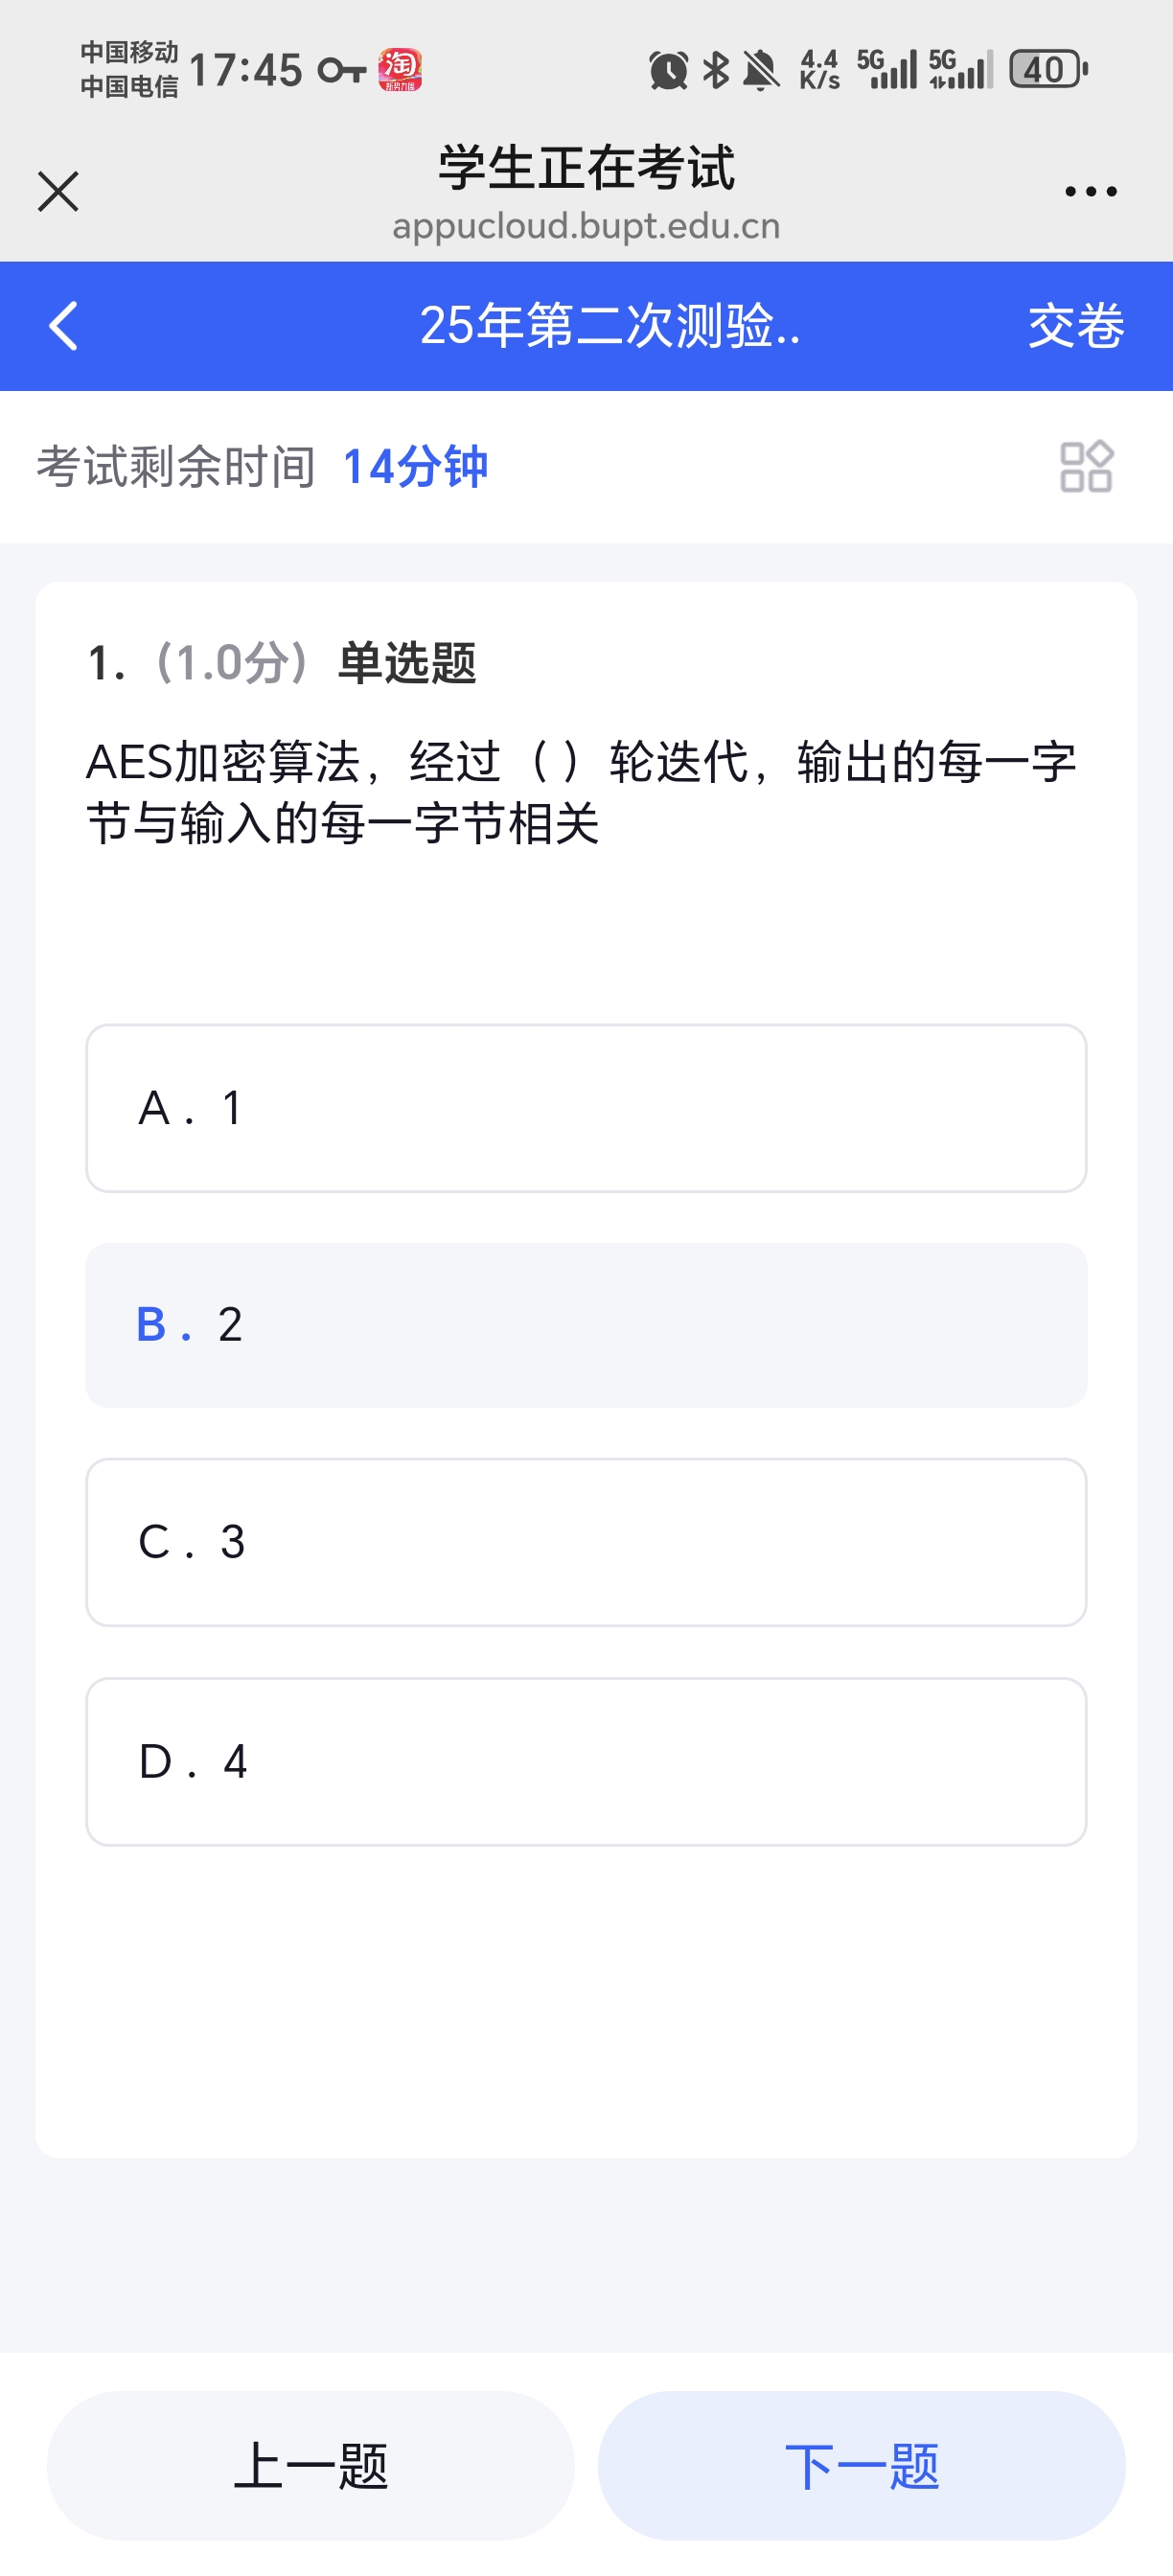 中国移动
中国电信
17:45
淘
4.4
K/s
5G
5G
40
学生正在考试
appucloud.bupt.edu.cn
25年第二次测验..
交卷
考试剩余时间 14分钟
1. (1.0分) 单选题
AES加密算法，经过（ ）轮迭代，输出的每一字
节与输入的每一字节相关
A. 1
B. 2
C. 3
D. 4
上一题
下一题